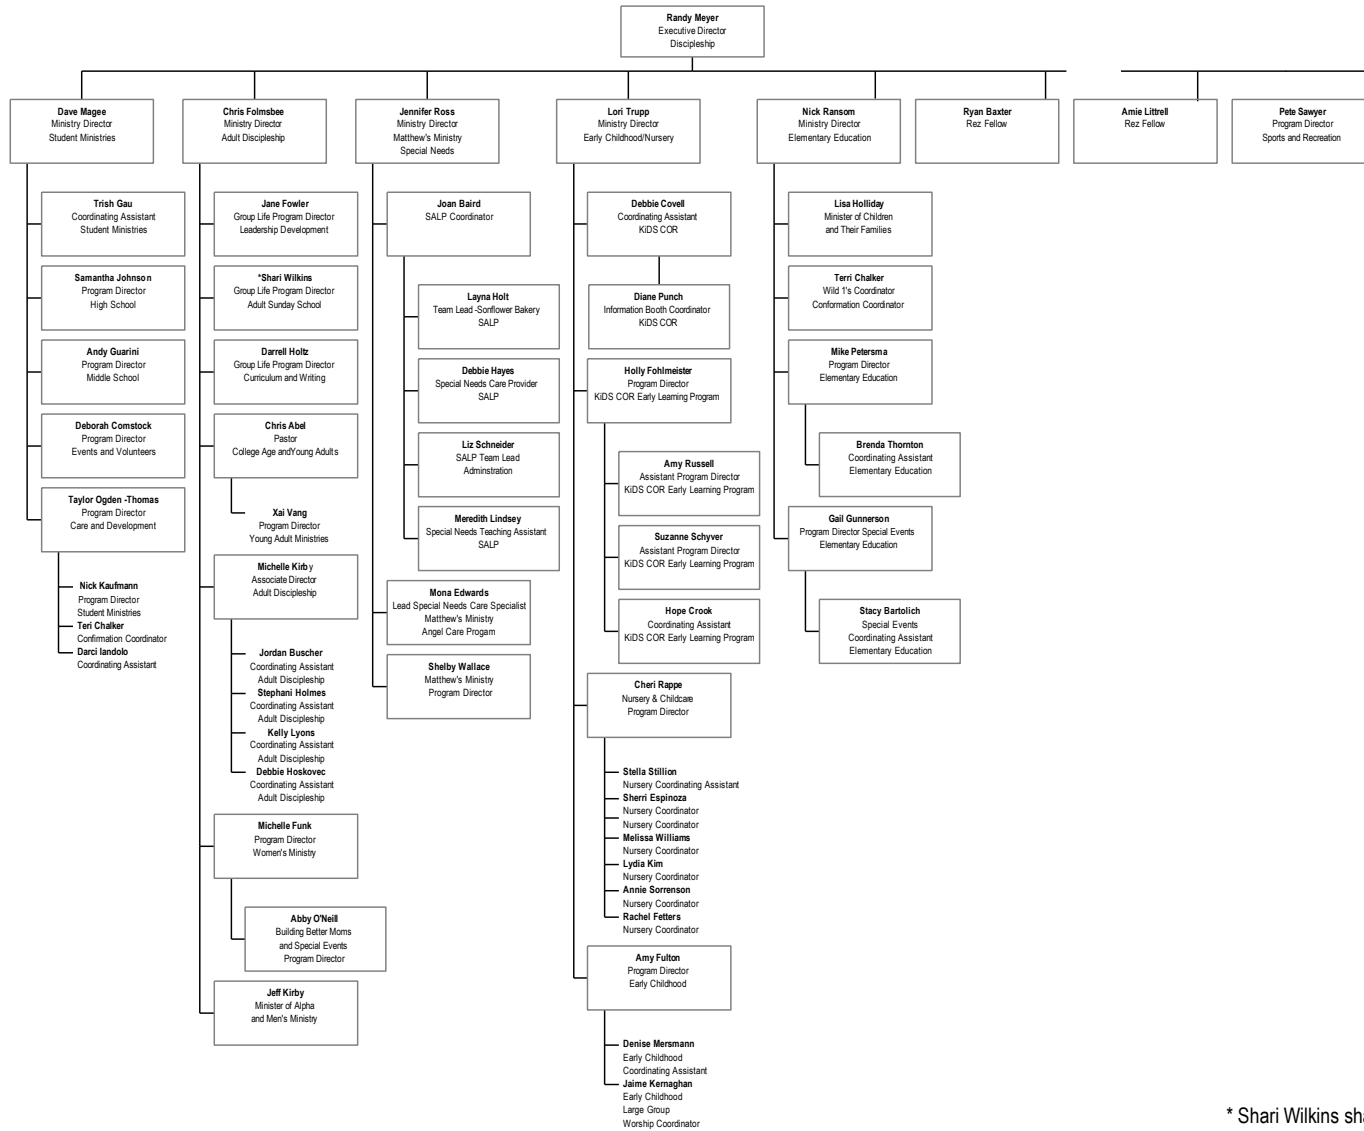 Randy Meyer
Executive Director
Discipleship
Dave Magee
Ministry Director
Student Ministries
Chris Folmsbee
Ministry Director
Adult Discipleship
Jennifer Ross
Ministry Director
Matthew's Ministry
Special Needs
Lori Trupp
Ministry Director
Early Childhood/Nursery
Nick Ransom
Ministry Director
Elementary Education
Ryan Baxter
Rez Fellow
Amie Littrell
Rez Fellow
Pete Sawyer
Program Director
Sports and Recreation
Trish Gau
Coordinating Assistant
Student Ministries
Samantha Johnson
Program Director
High School
Andy Guarini
Program Director
Middle School
Deborah Comstock
Program Director
Events and Volunteers
Taylor Ogden -Thomas
Program Director
Care and Development
Nick Kaufmann
Program Director
Student Ministries
Teri Chalker
Confirmation Coordinator
Darci Iandolo
Coordinating Assistant
Jane Fowler
Group Life Program Director
Leadership Development
*Shari Wilkins
Group Life Program Director
Adult Sunday School
Darrell Holtz
Group Life Program Director
Curriculum and Writing
Chris Abel
Pastor
College Age andYoung Adults
Xai Vang
Program Director
Young Adult Ministries
Michelle Kirby
Associate Director
Adult Discipleship
Jordan Buscher
Coordinating Assistant
Adult Discipleship
Stephani Holmes
Coordinating Assistant
Adult Discipleship
Kelly Lyons
Coordinating Assistant
Adult Discipleship
Debbie Hoskovec
Coordinating Assistant
Adult Discipleship
Michelle Funk
Program Director
Women's Ministry
Abby O'Neill
Building Better Moms
and Special Events
Program Director
Jeff Kirby
Minister of Alpha
and Men's Ministry
Joan Baird
SALP Coordinator
Layna Holt
Team Lead -Sonflower Bakery
SALP
Debbie Hayes
Special Needs Care Provider
SALP
Liz Schneider
SALP Team Lead
Adminstration
Meredith Lindsey
Special Needs Teaching Assistant
SALP
Mona Edwards
Lead Special Needs Care Specialist
Matthew's Ministry
Angel Care Progam
Shelby Wallace
Matthew's Ministry
Program Director
Debbie Covell
Coordinating Assistant
KiDS COR
Diane Punch
Information Booth Coordinator
KiDS COR
Holly Fohlmeister
Program Director
KiDS COR Early Learning Program
Amy Russell
Assistant Program Director
KiDS COR Early Learning Program
Suzanne Schyver
Assistant Program Director
KiDS COR Early Learning Program
Hope Crook
Coordinating Assistant
KiDS COR Early Learning Program
Cheri Rappe
Nursery & Childcare
Program Director
Stella Stillion
Nursery Coordinating Assistant
Sherri Espinoza
Nursery Coordinator
Nursery Coordinator
Melissa Williams
Nursery Coordinator
Lydia Kim
Nursery Coordinator
Annie Sorrenson
Nursery Coordinator
Rachel Fetters
Nursery Coordinator
Amy Fulton
Program Director
Early Childhood
Denise Mersmann
Early Childhood
Coordinating Assistant
Jaime Kernaghan
Early Childhood
Large Group
Worship Coordinator
Lisa Holliday
Minister of Children
and Their Families
Terri Chalker
Wild 1's Coordinator
Conformation Coordinator
Mike Petersma
Program Director
Elementary Education
Brenda Thornton
Coordinating Assistant
Elementary Education
Gail Gunnerson
Program Director Special Events
Elementary Education
Stacy Bartolich
Special Events
Coordinating Assistant
Elementary Education
* Shari Wilkins sha